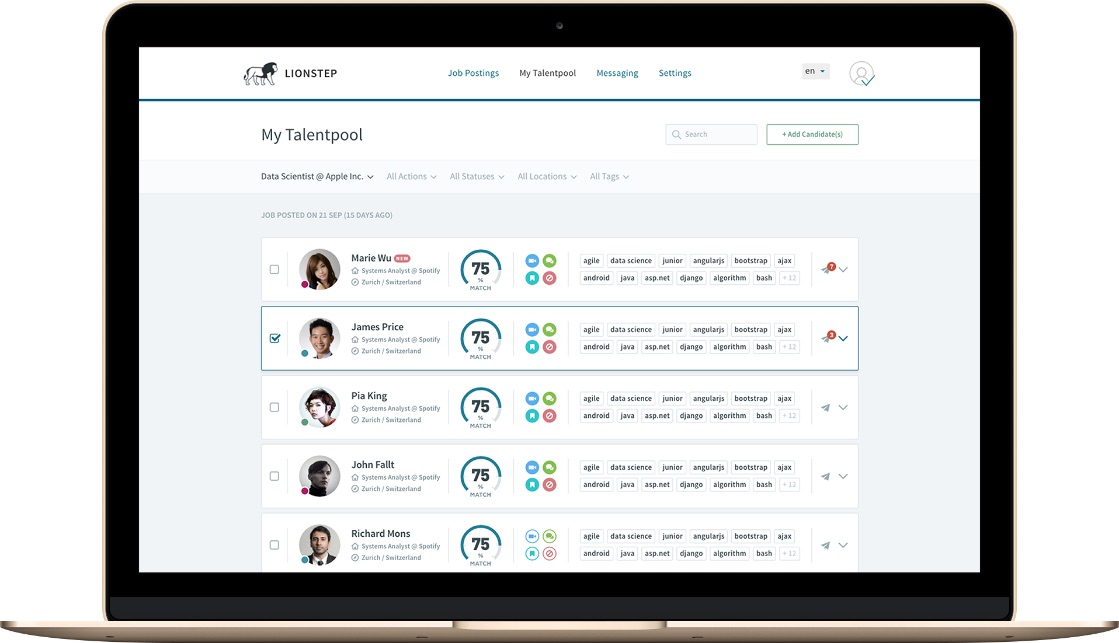 LIONSTEP
Job Postings My Talentpool Messaging Settings
en
My Talentpool
Search
+ Add Candidate(s)
Data Scientist @ Apple Inc. All Actions All Statuses All Locations All Tags
JOB POSTED ON 21 SEP (15 DAYS AGO)
Marie Wu NEW
Systems Analyst @ Spotify
Zurich / Switzerland
75
%
MATCH
agile data science junior angularjs bootstrap ajax
android java asp.net django algorithm bash + 12
7
James Price
Systems Analyst @ Spotify
Zurich / Switzerland
75
%
MATCH
agile data science junior angularjs bootstrap ajax
android java asp.net django algorithm bash + 12
3
Pia King
Systems Analyst @ Spotify
Zurich / Switzerland
75
%
MATCH
agile data science junior angularjs bootstrap ajax
android java asp.net django algorithm bash + 12
John Fallt
Systems Analyst @ Spotify
Zurich / Switzerland
75
%
MATCH
agile data science junior angularjs bootstrap ajax
android java asp.net django algorithm bash + 12
Richard Mons
Systems Analyst @ Spotify
Zurich / Switzerland
75
%
MATCH
agile data science junior angularjs bootstrap ajax
android java asp.net django algorithm bash + 12